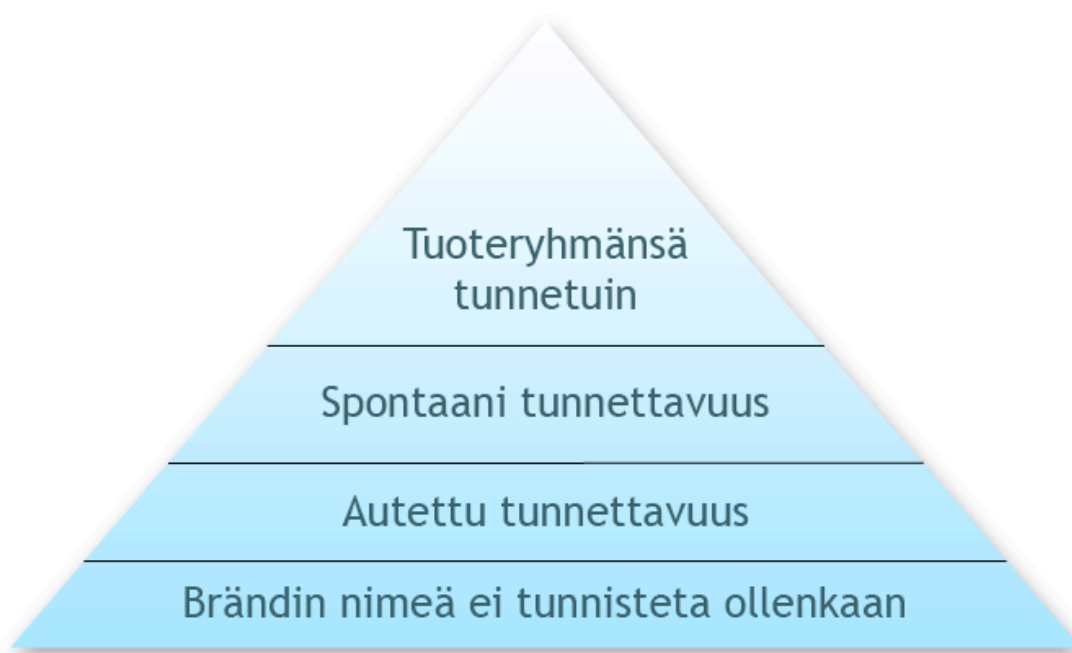 Tuoteryhmänsä
tunnetuin
Spontaani tunnettavuus
Autettu tunnettavuus
Brändin nimeä ei tunnisteta ollenkaan